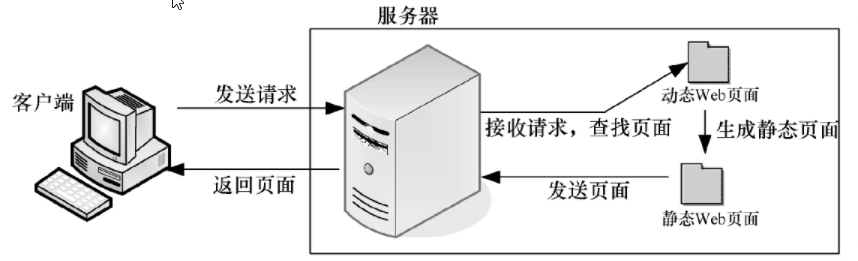 服务器
客户端
发送请求
动态Web页面
接收请求，查找页面
生成静态页面
返回页面
发送页面
静态Web页面